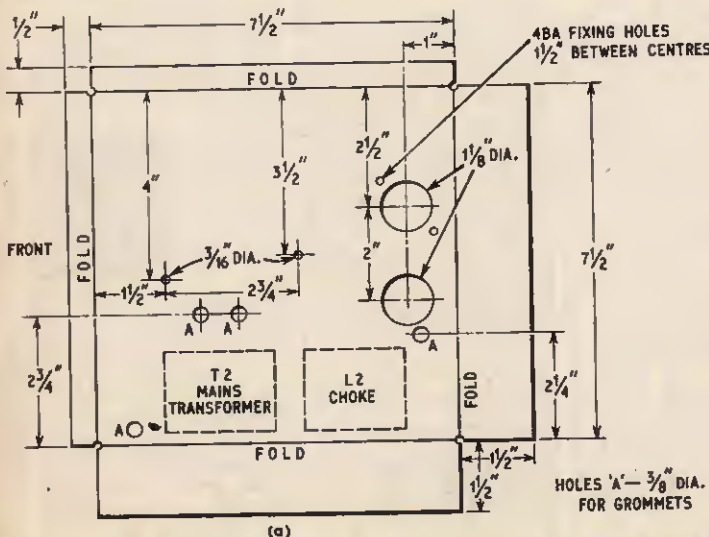 1/2"
7 1/2"
1"
4BA FIXING HOLES
1 1/2" BETWEEN CENTRES
FOLD
2 1/2"
1 1/8" DIA.
3 1/2"
4"
FRONT
FOLD
3/16" DIA.
2"
7 1/2"
1 1/2"
2 3/4"
A A
A
2 3/4"
T2
MAINS
TRANSFORMER
L2
CHOKE
FOLD
2 1/4"
A
FOLD
1 1/2"
1 1/2"
HOLES 'A'— 3/8" DIA.
FOR GROMMETS
(a)